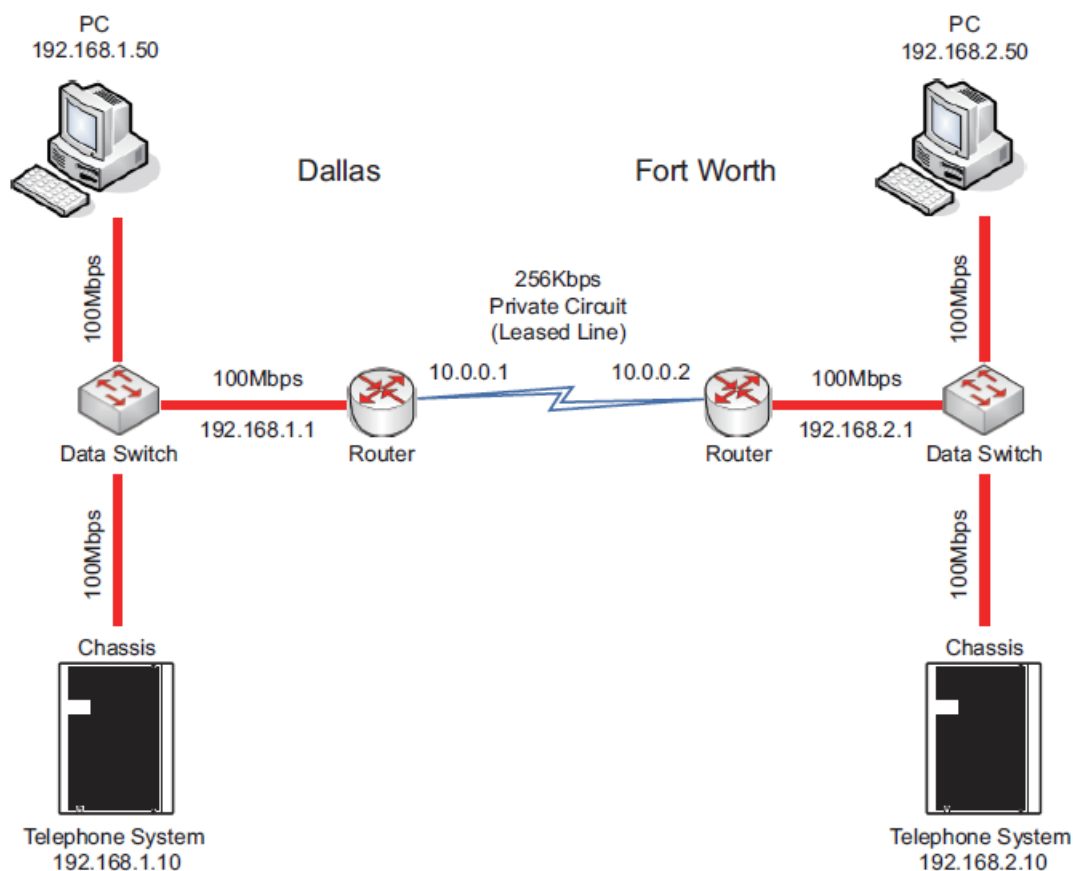 PC
192.168.1.50
PC
192.168.2.50
Dallas
Fort Worth
100Mbps
100Mbps
256Kbps
Private Circuit
(Leased Line)
100Mbps
10.0.0.1
10.0.0.2
100Mbps
192.168.1.1
192.168.2.1
Data Switch
Router
Router
Data Switch
100Mbps
100Mbps
Chassis
Chassis
Telephone System
192.168.1.10
Telephone System
192.168.2.10